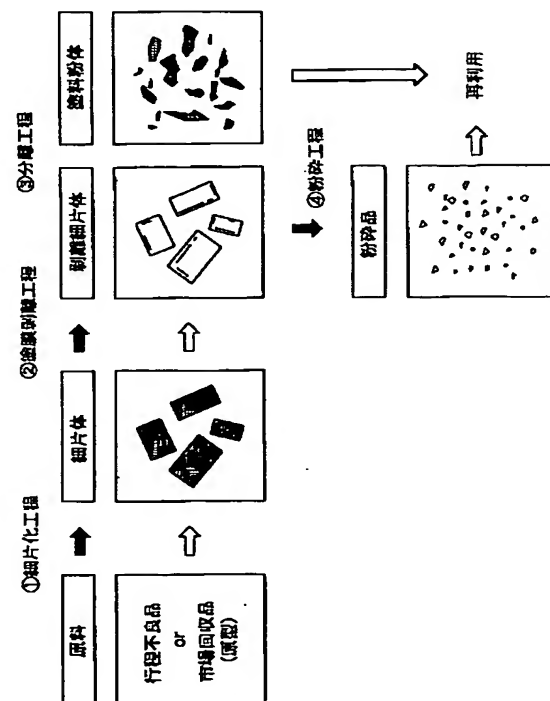 ①細片化工程
②塗膜剥離工程
③分離工程
原料
細片体
剥離細片体
塗料粉体
行程不良品
or
市場回収品
(原型)
④粉砕工程
粉砕品
再利用